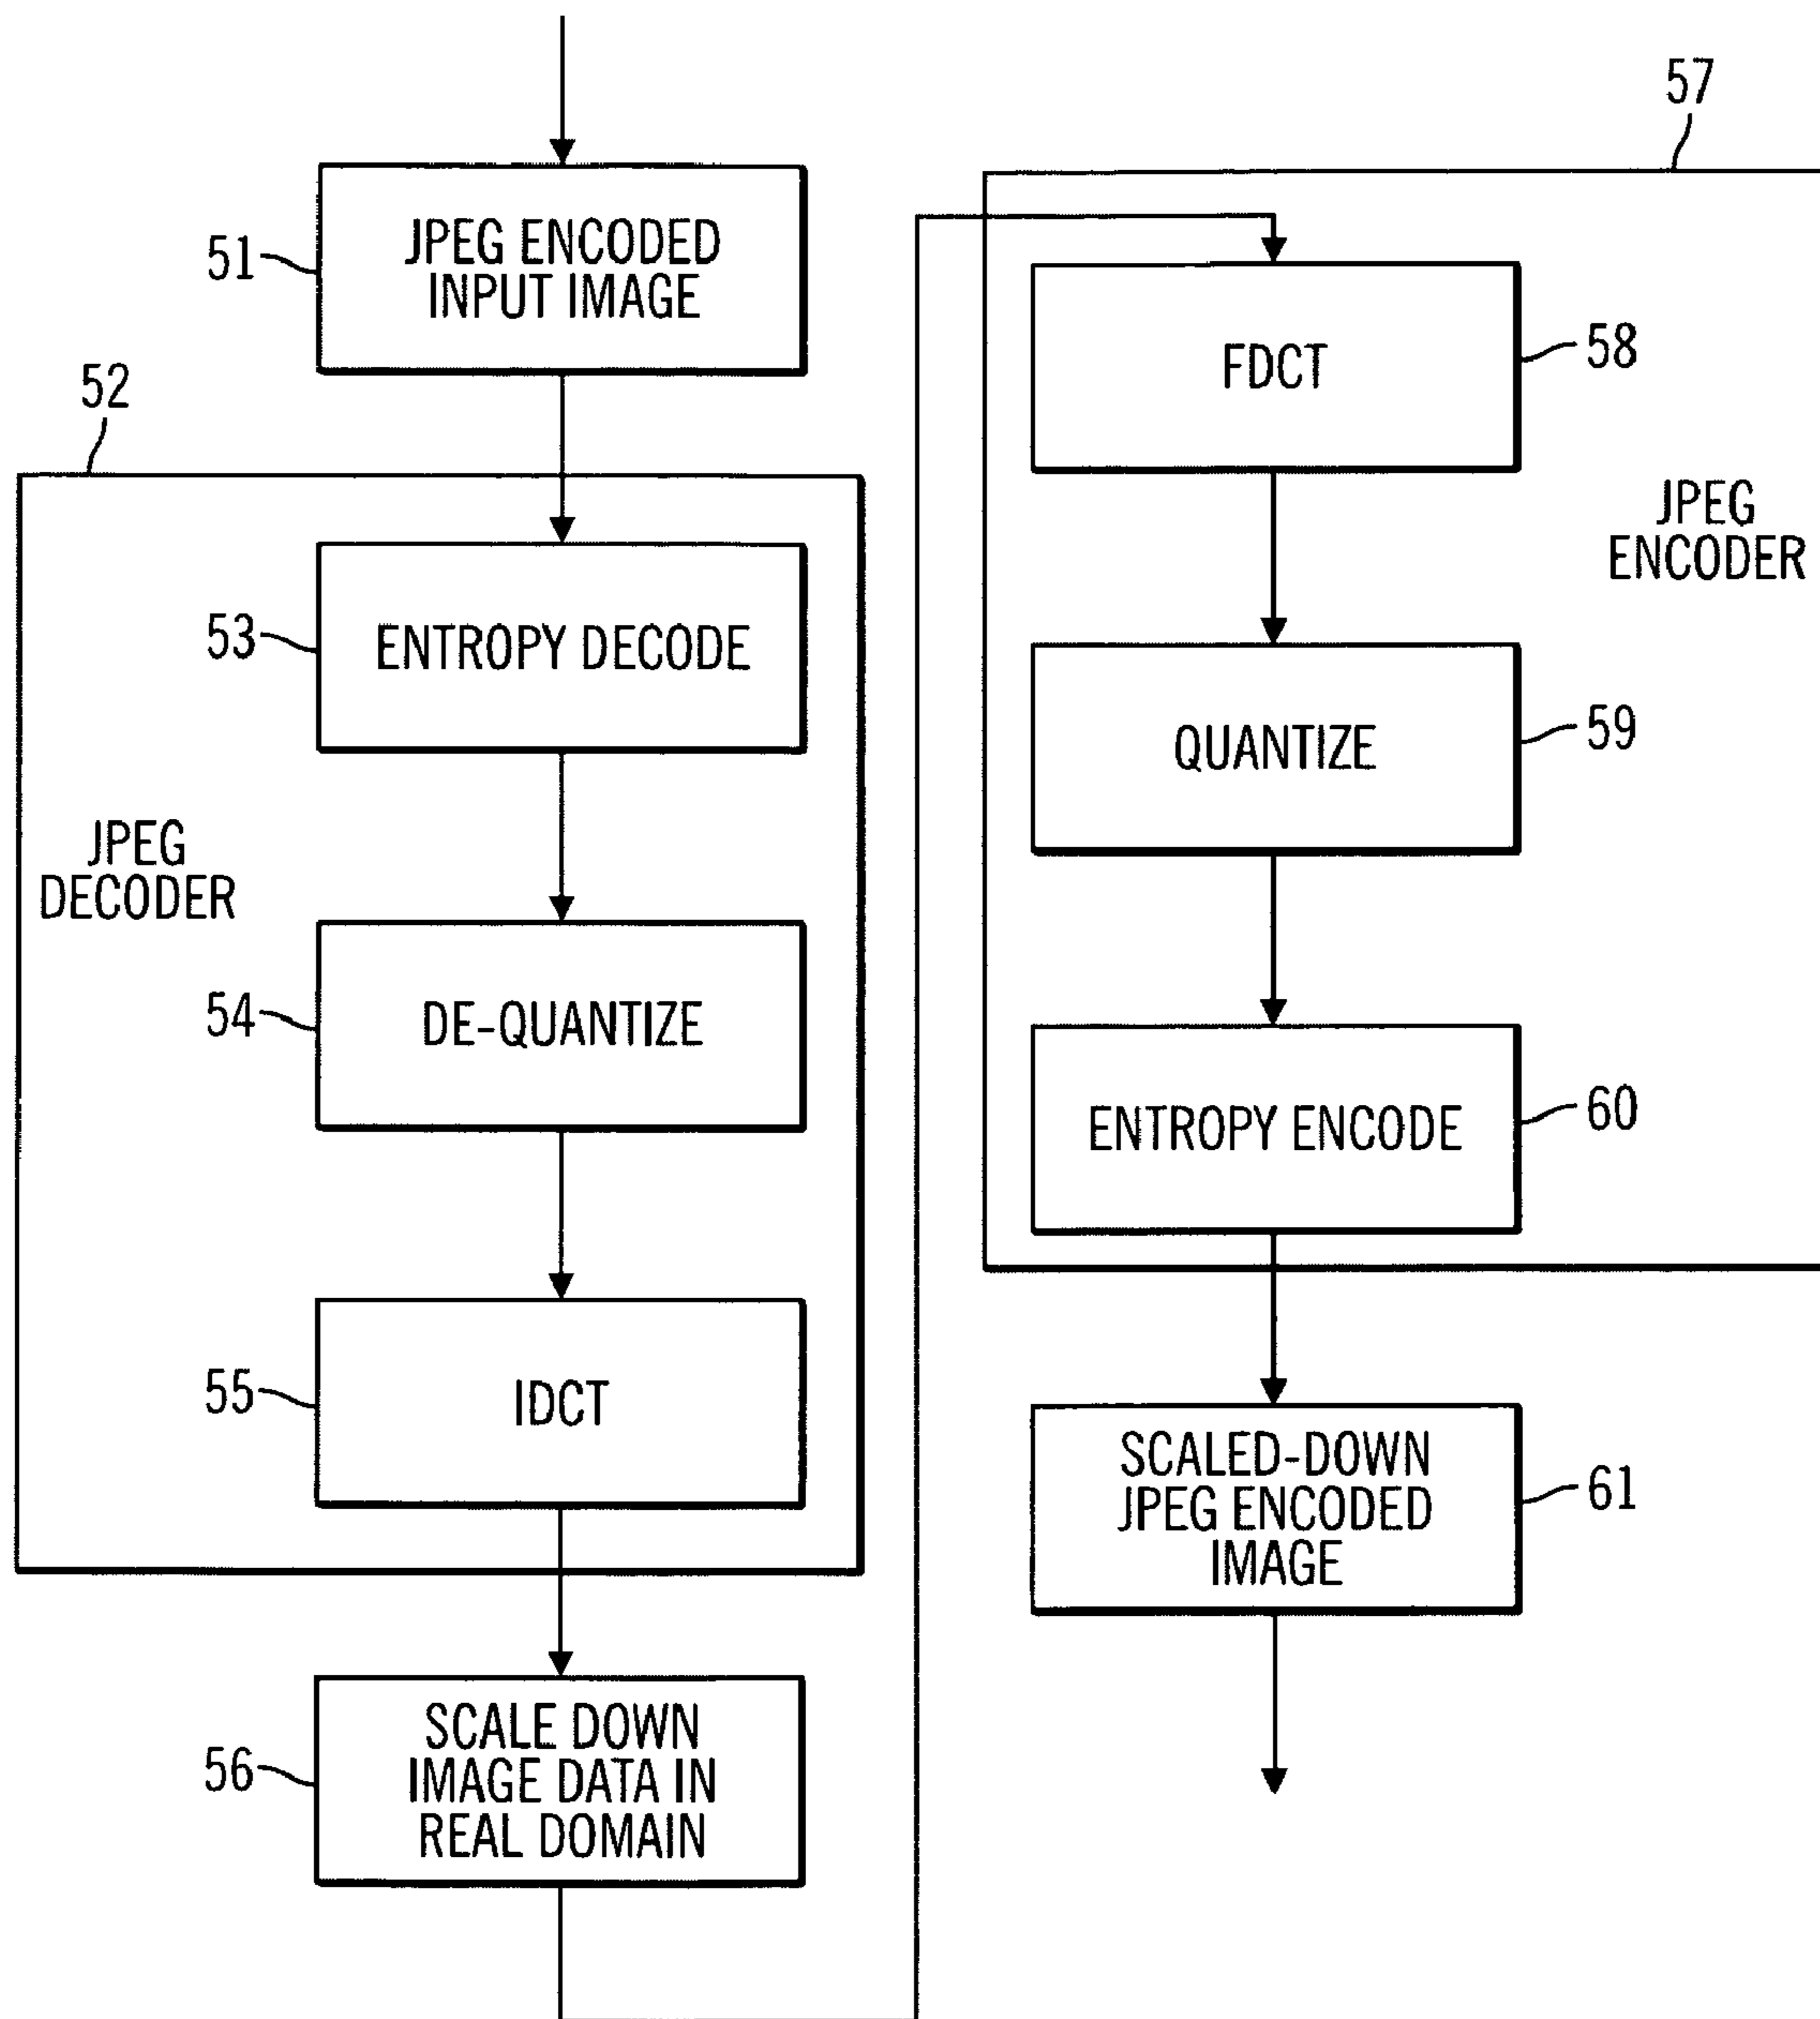 51
JPEG ENCODED
INPUT IMAGE
52
JPEG
DECODER
53
ENTROPY DECODE
54
DE-QUANTIZE
55
IDCT
56
SCALE DOWN
IMAGE DATA IN
REAL DOMAIN
57
JPEG
ENCODER
FDCT
58
QUANTIZE
59
ENTROPY ENCODE
60
SCALED-DOWN
JPEG ENCODED
IMAGE
61